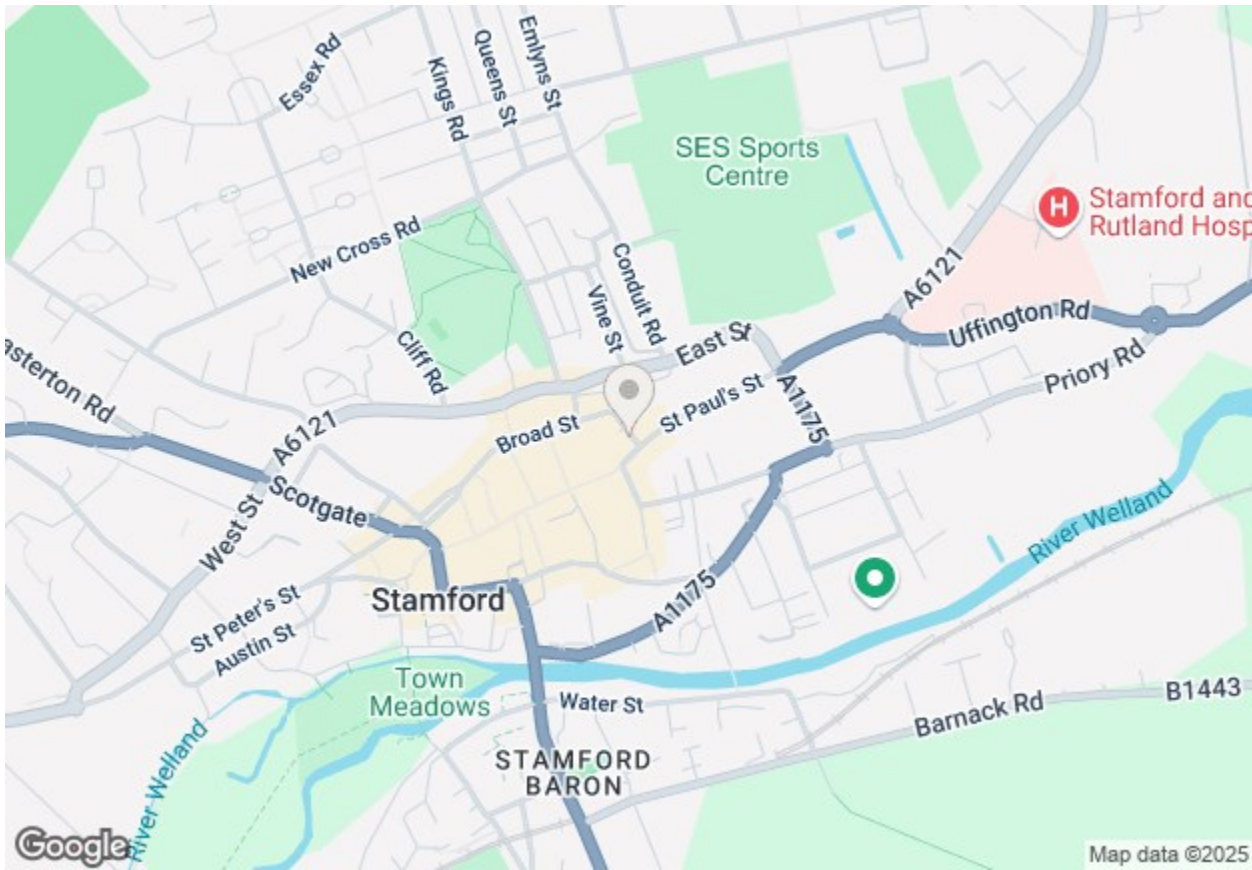 Essex Rd
Kings Rd
Queens St
Emlyns St
SES Sports
Centre
H
Stamford and
Rutland Hosp
New Cross Rd
Conduit Rd
Vine St
Cliff Rd
East St
A6121
Uffington Rd
Priory Rd
asterton Rd
A6121
Broad St
St Paul's St
A1175
Scotgate
West St
River Welland
Stamford
A1175
St Peter's St
Austin St
Town
Meadows
Water St
Barnack Rd
B1443
River Welland
STAMFORD
BARON
Google
Map data ©2025